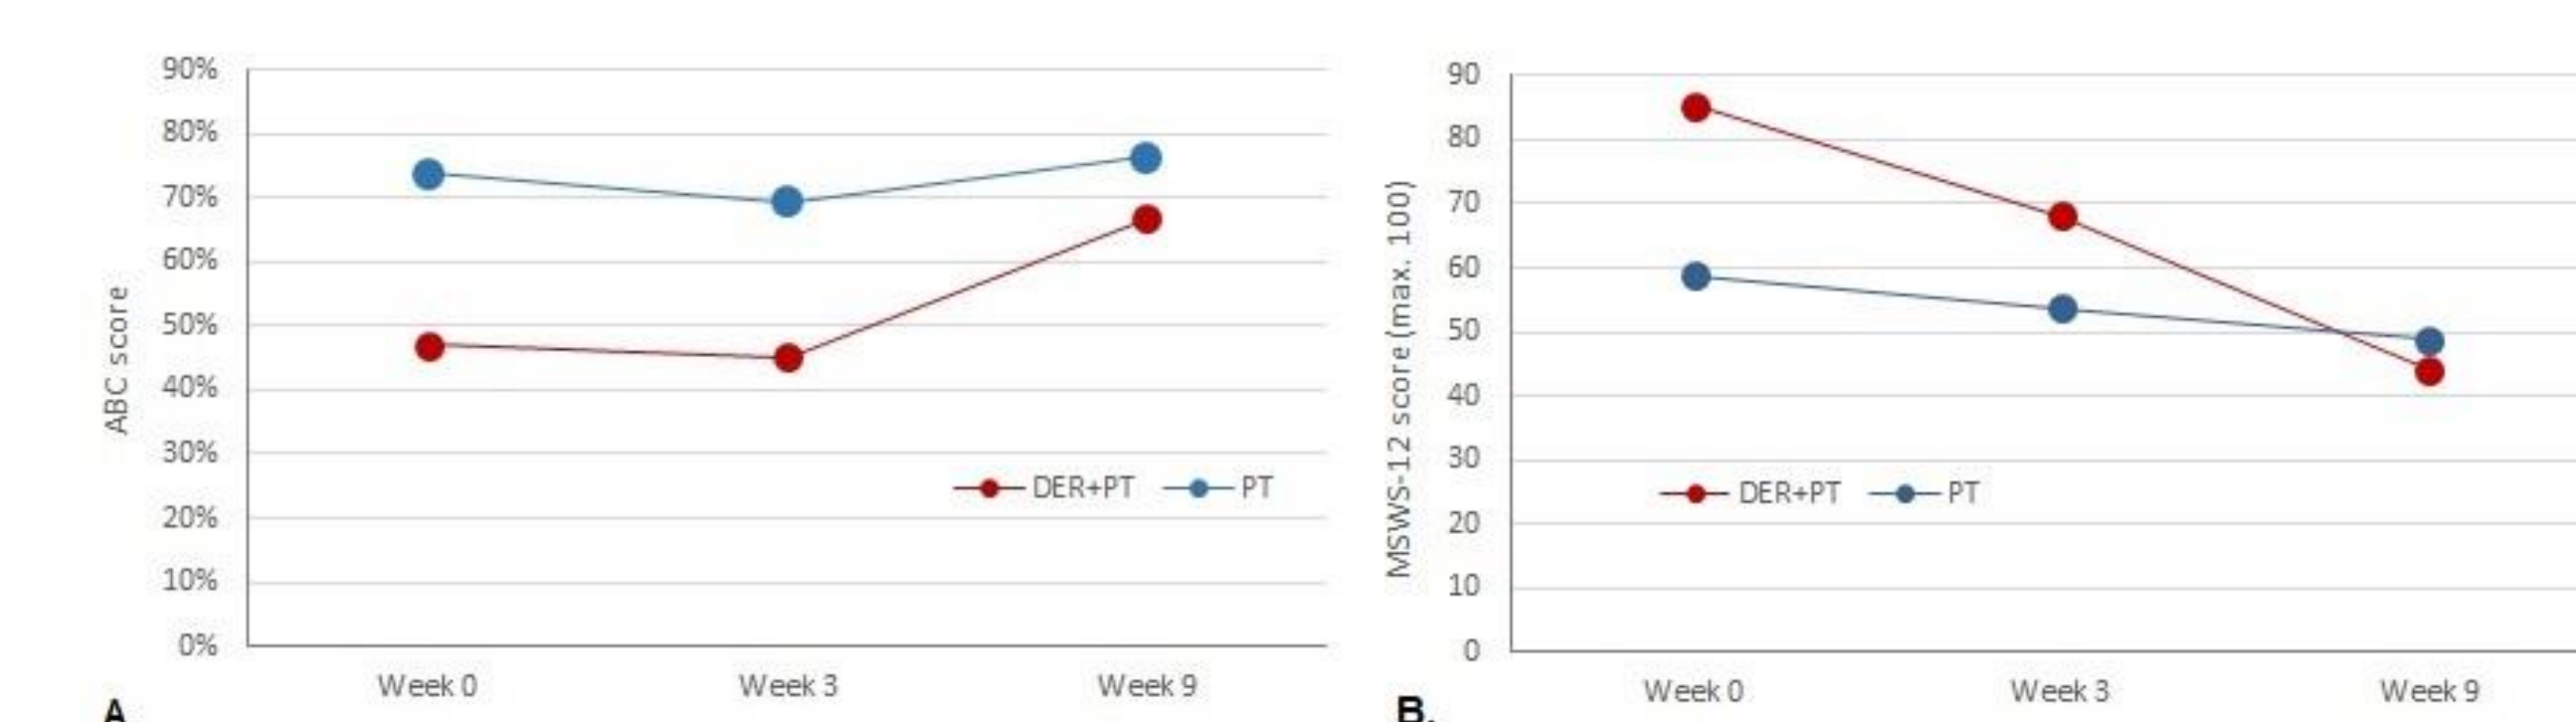 90%
80%
70%
60%
50%
40%
30%
20%
10%
0%
ABC score
DER+PT PT
Week 0 Week 3 Week 9
A
90
80
70
60
50
40
30
20
10
0
MSWS-12 score (max. 100)
DER+PT PT
Week 0 Week 3 Week 9
B.